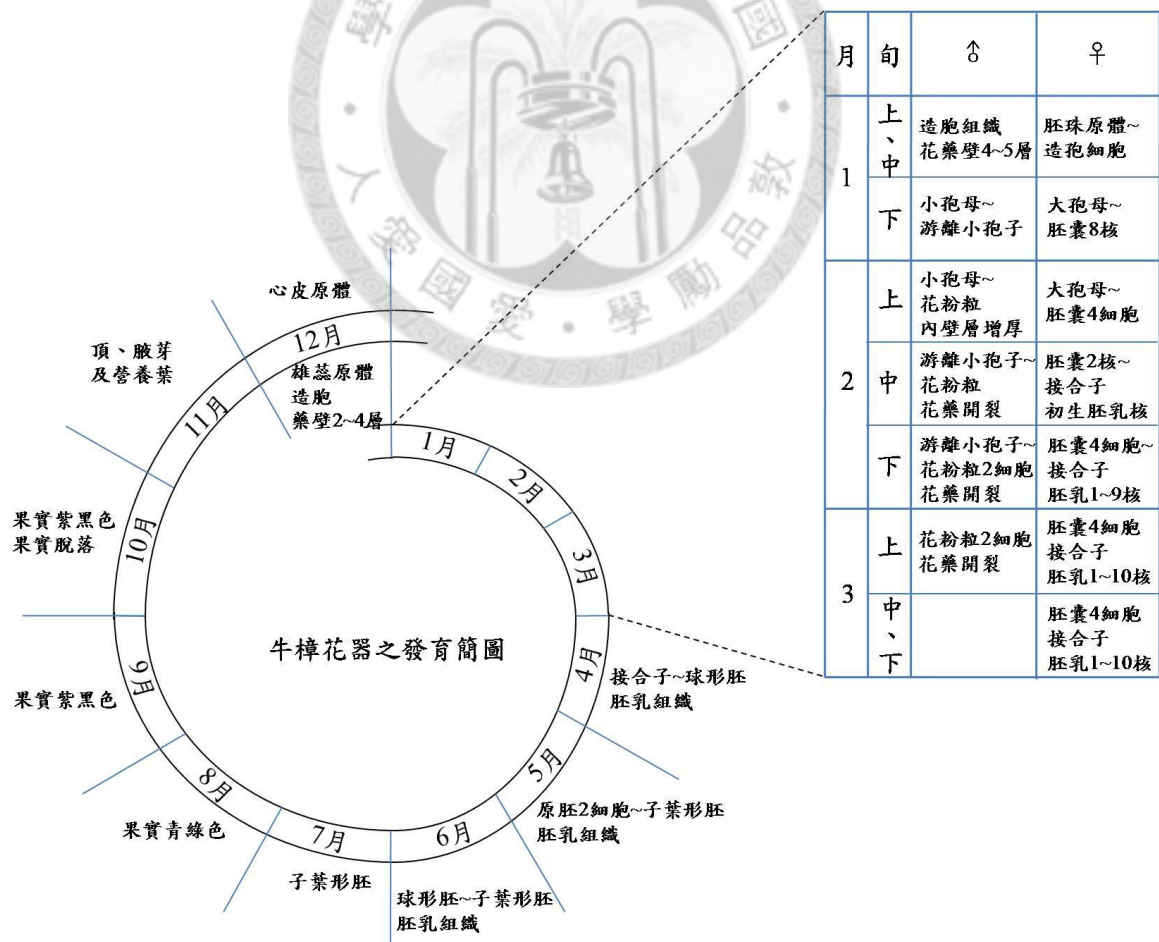 牛樟花器之發育簡圖
1月
2月
3月
4月
接合子~球形胚
胚乳組織
5月
原胚2細胞~子葉形胚
胚乳組織
6月
球形胚~子葉形胚
胚乳組織
7月
子葉形胚
8月
果實青綠色
9月
果實紫黑色
10月
果實紫黑色
果實脫落
11月
頂、腋芽
及營養葉
12月
心皮原體
雄蕊原體
造胞
藥壁2~4層
月 旬 ♂ ♀
1
上、中
造胞組織
花藥壁4~5層
胚珠原體~
造孢細胞
下
小孢母~
游離小孢子
大孢母~
胚囊8核
2
上
小孢母~
花粉粒
內壁層增厚
大孢母~
胚囊4細胞
中
游離小孢子~
花粉粒
花藥開裂
胚囊2核~
接合子
初生胚乳核
下
游離小孢子~
花粉粒2細胞
花藥開裂
胚囊4細胞~
接合子
胚乳1~9核
3
上
花粉粒2細胞
花藥開裂
胚囊4細胞
接合子
胚乳1~10核
中、下
胚囊4細胞
接合子
胚乳1~10核
學
國
人
愛
國
愛
學
勵
品
敦